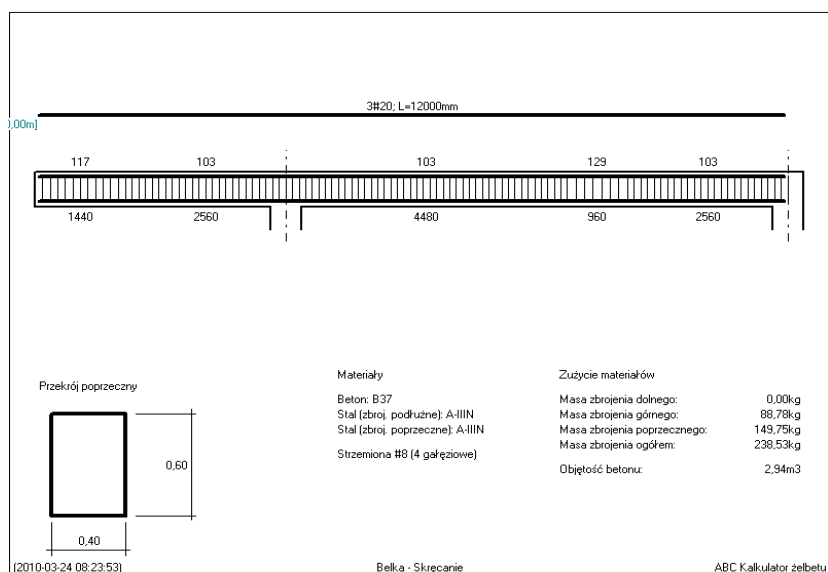 3#20; L=12000mm
,00m]
117 103 103 129 103
1440 2560 4480 960 2560
Przekrój poprzeczny
0,60
0,40
Materiały
Beton: B37
Stal (zbroj. podłużne): A-IIIN
Stal (zbroj. poprzeczne): A-IIIN
Strzemiona #8 (4 gałęziowe)
Zużycie materiałów
Masa zbrojenia dolnego: 0,00kg
Masa zbrojenia górnego: 88,78kg
Masa zbrojenia poprzecznego: 149,75kg
Masa zbrojenia ogółem: 238,53kg
Objętość betonu: 2,94m3
[2010-03-24 08:23:53] Belka - Skręcanie ABC Kalkulator żelbetu